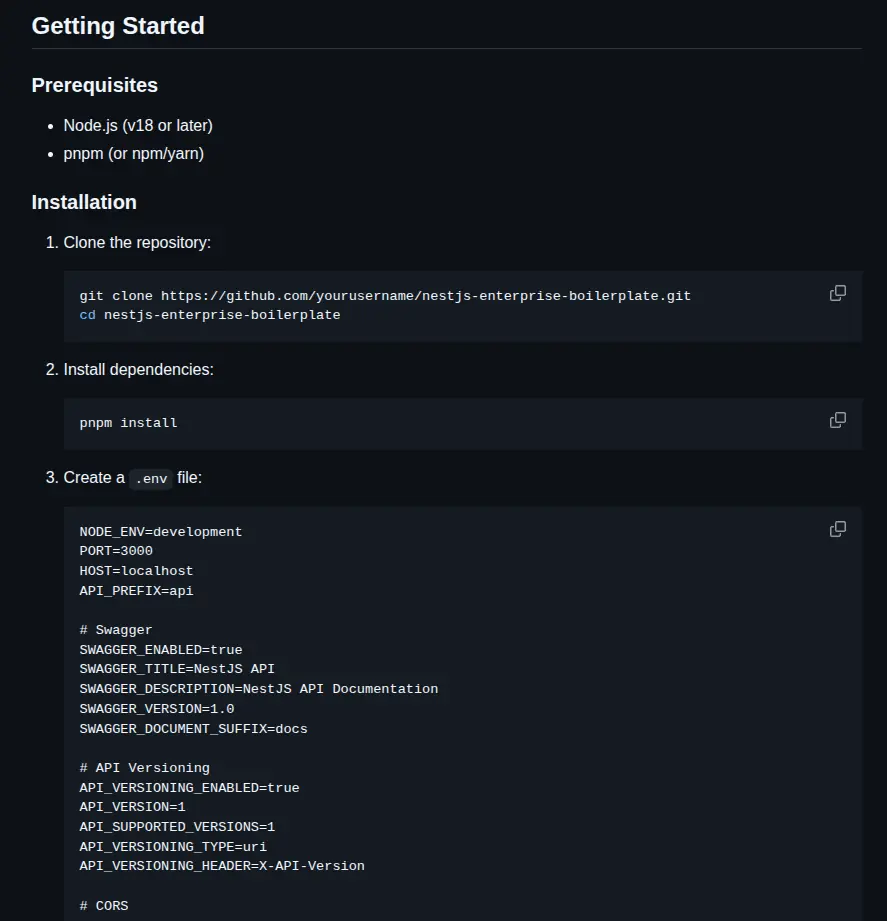 Getting Started
Prerequisites
Node.js (v18 or later)
pnpm (or npm/yarn)
Installation
1. Clone the repository:
git clone https://github.com/yourusername/nestjs-enterprise-boilerplate.git
cd nestjs-enterprise-boilerplate
2. Install dependencies:
pnpm install
3. Create a .env file:
NODE_ENV=development
PORT=3000
HOST=localhost
API_PREFIX=api
# Swagger
SWAGGER_ENABLED=true
SWAGGER_TITLE=NestJS API
SWAGGER_DESCRIPTION=NestJS API Documentation
SWAGGER_VERSION=1.0
SWAGGER_DOCUMENT_SUFFIX=docs
# API Versioning
API_VERSIONING_ENABLED=true
API_VERSION=1
API_SUPPORTED_VERSIONS=1
API_VERSIONING_TYPE=uri
API_VERSIONING_HEADER=X-API-Version
# CORS